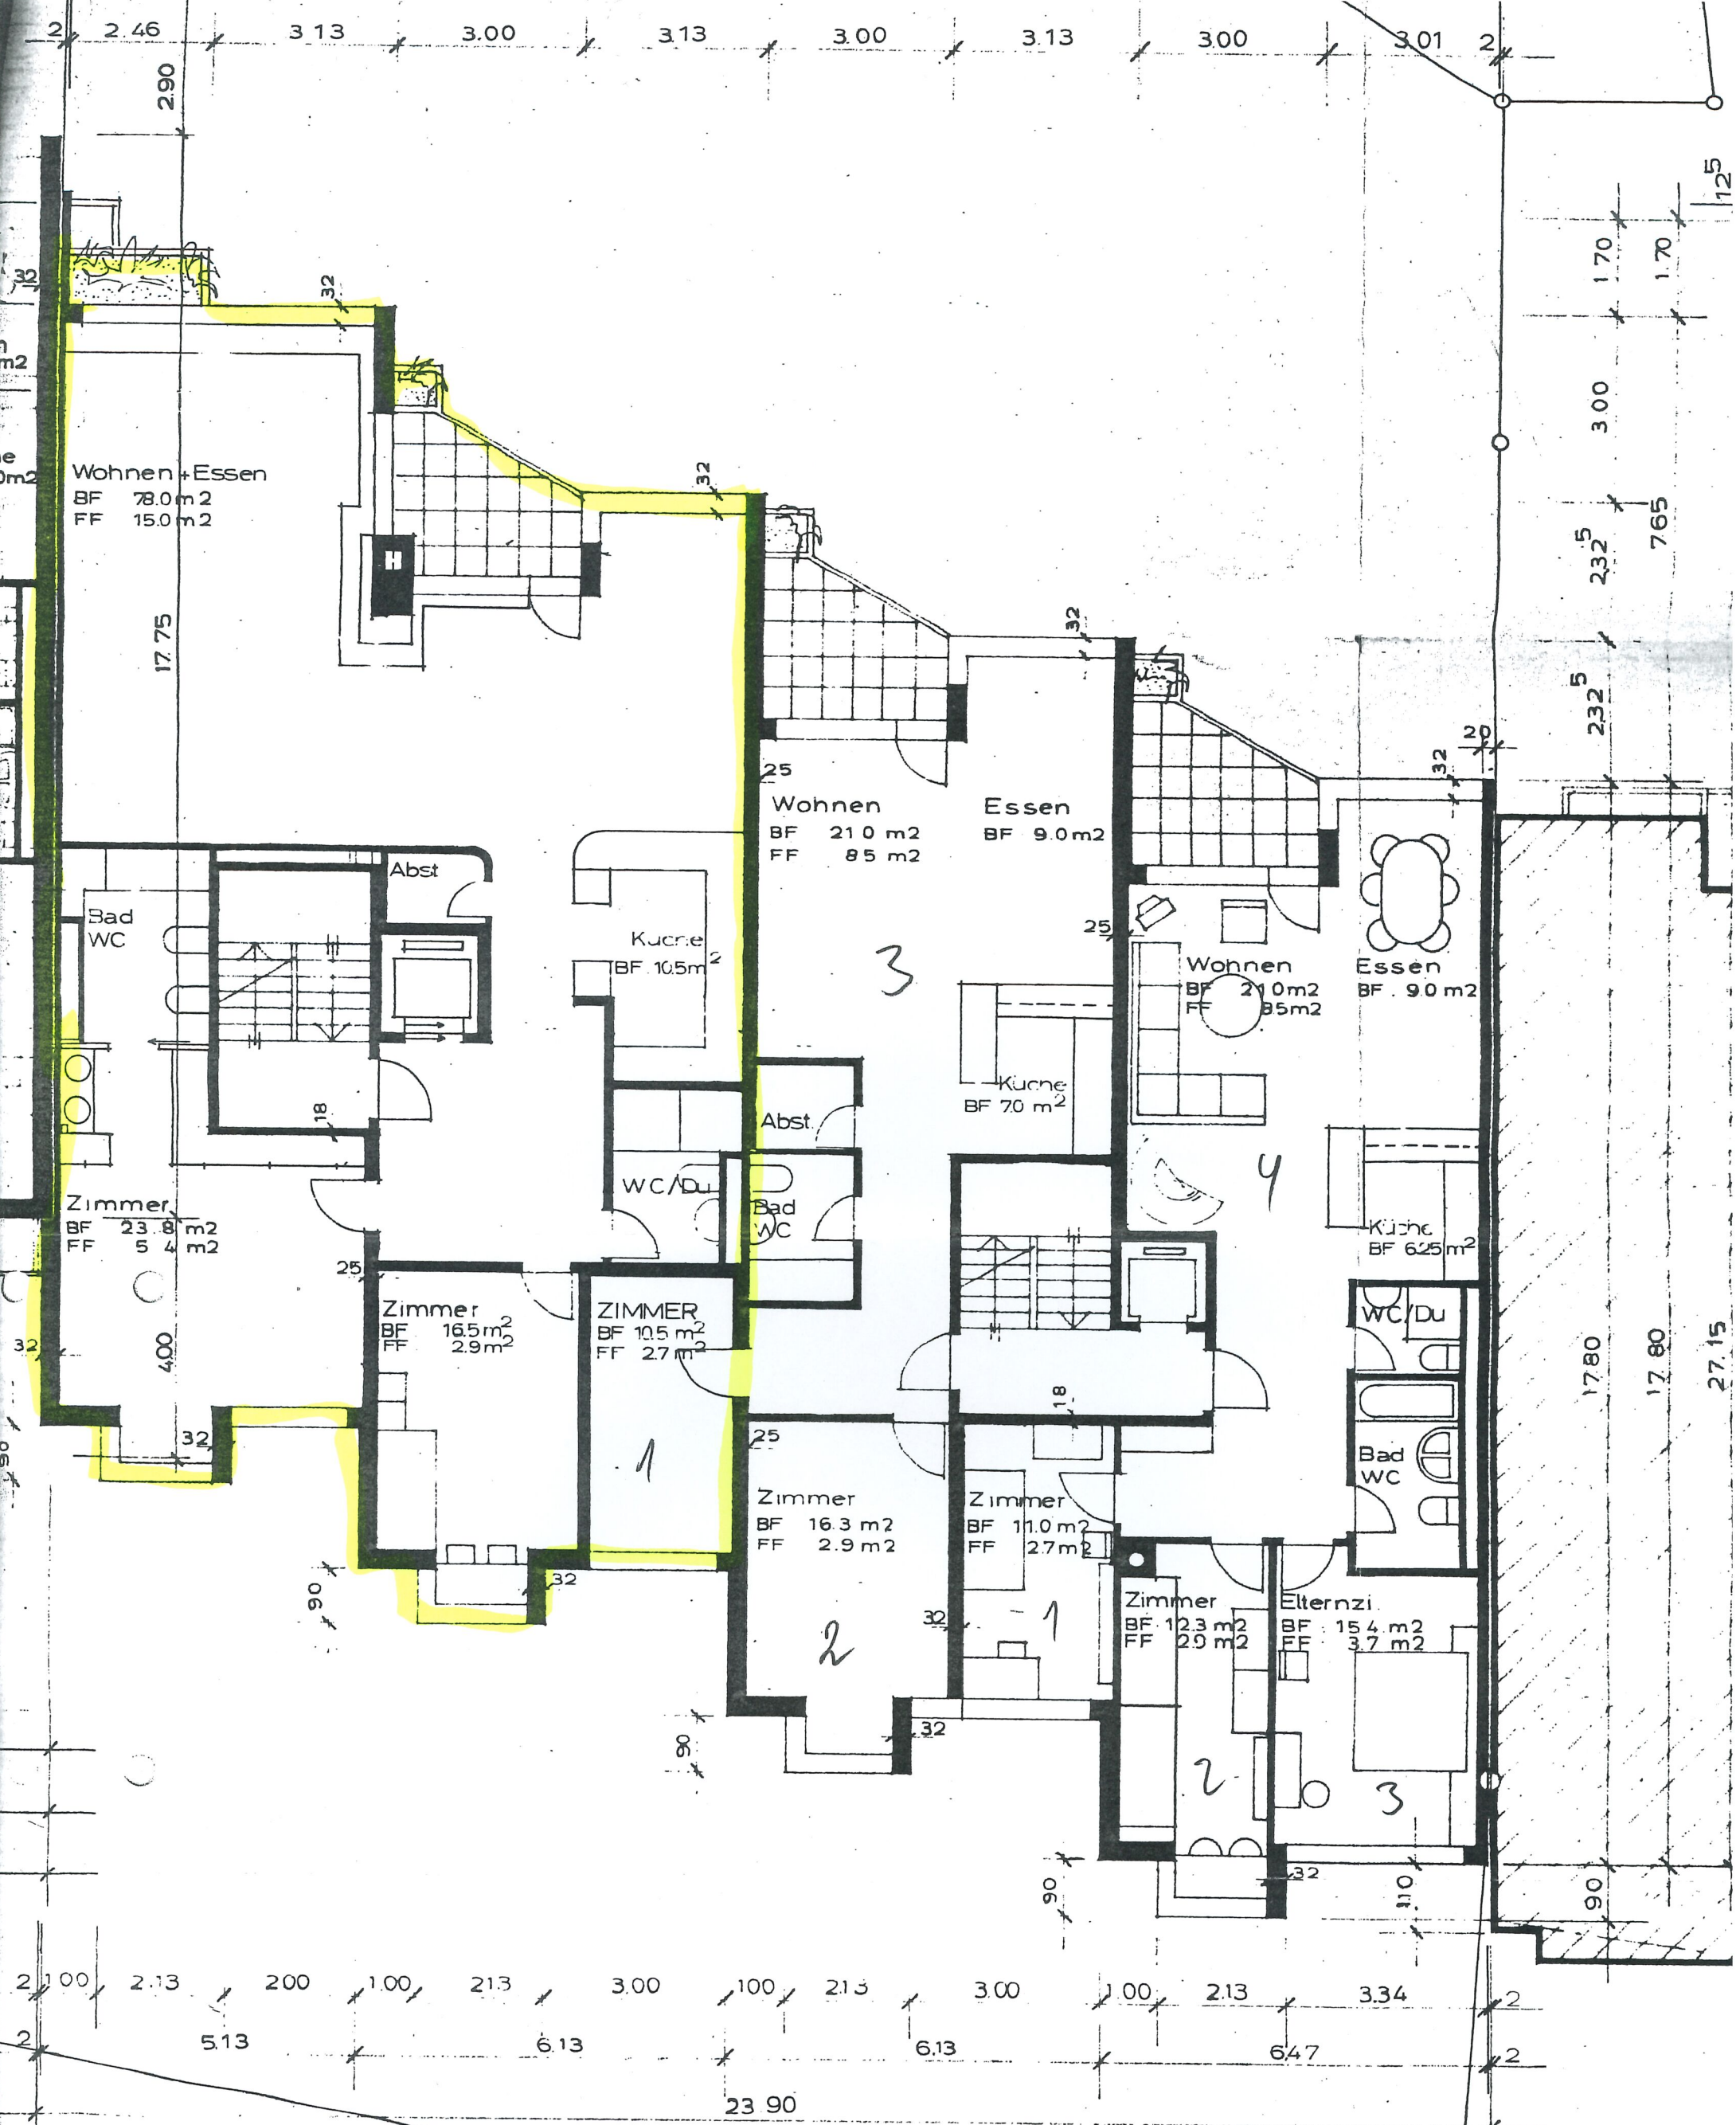 2 2.46 3.13 3.00 3.13 3.00 3.13 3.00 3.01 2
2.90
12⁵
1.70 1.70
32
32
m2
3.00
32
e
0m2
Wohnen+Essen
BF 78.0 m2
FF 15.0 m2
7.65
2.32⁵
17.75
32
2.32⁵
20
32
25
Wohnen
BF 21.0 m2
FF 8.5 m2
Essen
BF 9.0 m2
Abst
Bad
WC
Küche
BF 10.5 m²
3
25
Wohnen
BF 21.0 m2
FF 8.5 m2
Essen
BF 9.0 m2
18
Abst.
Küche
BF 7.0 m²
4
WC/Du
Bad
WC
Zimmer
BF 23.8 m2
FF 5.4 m2
Küche
BF 6.25 m²
25
Zimmer
BF 16.5 m²
FF 2.9 m²
ZIMMER
BF 10.5 m²
FF 2.7 m²
WC/Du
32
4.00
17.80 17.80 27.15
18
32
1
25
Bad
WC
90
Zimmer
BF 16.3 m2
FF 2.9 m2
Zimmer
BF 11.0 m2
FF 2.7 m2
32
90
Zimmer
BF 12.3 m2
FF 2.9 m2
Elternzi.
BF 15.4 m2
FF 3.7 m2
32
1
2
32
90
2
3
32
90
1.10
90
2 1.00 2.13 2.00 1.00 2.13 3.00 1.00 2.13 3.00 1.00 2.13 3.34 2
2 5.13 6.13 6.13 6.47 2
23.90